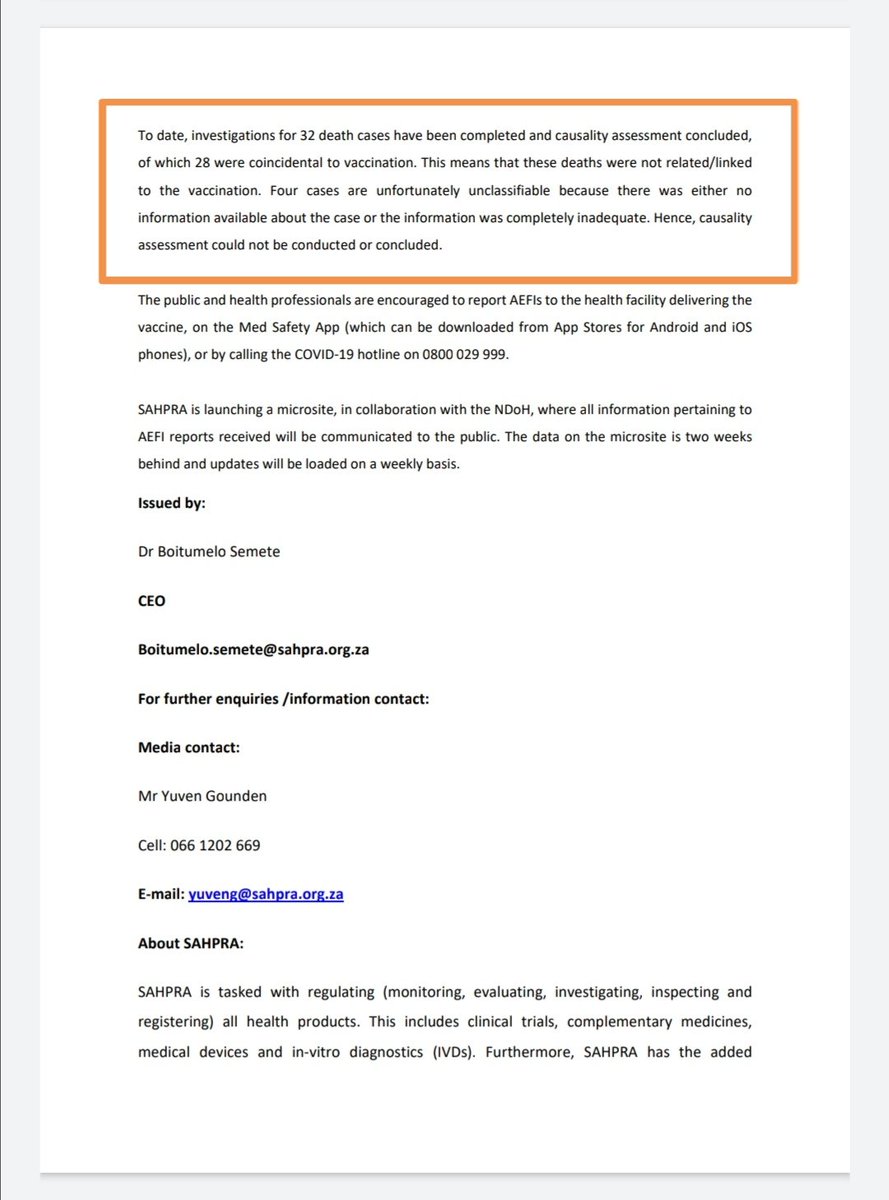 To date, investigations for 32 death cases have been completed and causality assessment concluded,
of which 28 were coincidental to vaccination. This means that these deaths were not related/linked
to the vaccination. Four cases are unfortunately unclassifiable because there was either no
information available about the case or the information was completely inadequate. Hence, causality
assessment could not be conducted or concluded.
The public and health professionals are encouraged to report AEFIs to the health facility delivering the
vaccine, on the Med Safety App (which can be downloaded from App Stores for Android and iOS
phones), or by calling the COVID-19 hotline on 0800 029 999.
SAHPRA is launching a microsite, in collaboration with the NDoH, where all information pertaining to
AEFI reports received will be communicated to the public. The data on the microsite is two weeks
behind and updates will be loaded on a weekly basis.
Issued by:
Dr Boitumelo Semete
CEO
Boitumelo.semete@sahpra.org.za
For further enquiries /information contact:
Media contact:
Mr Yuven Gounden
Cell: 066 1202 669
E-mail: yuveng@sahpra.org.za
About SAHPRA:
SAHPRA is tasked with regulating (monitoring, evaluating, investigating, inspecting and
registering) all health products. This includes clinical trials, complementary medicines,
medical devices and in-vitro diagnostics (IVDs). Furthermore, SAHPRA has the added